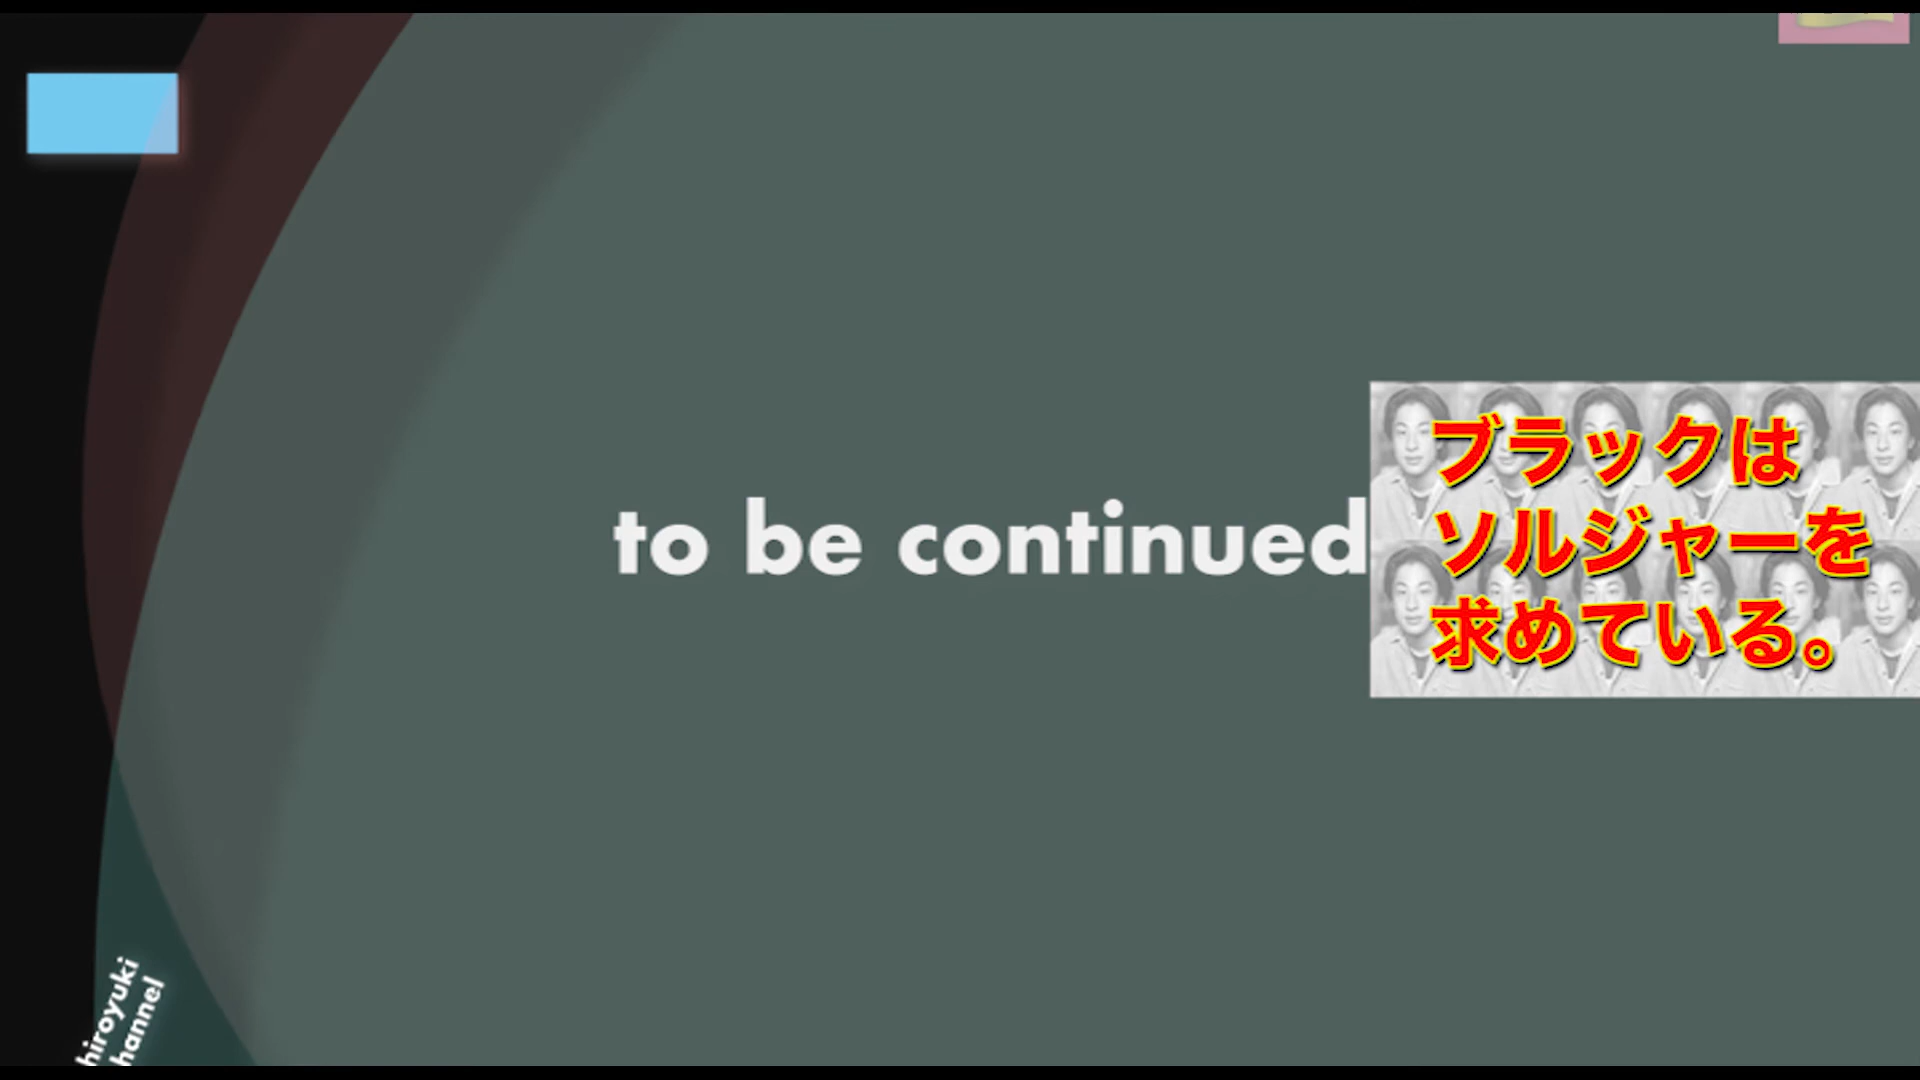 to be continued
ブラックは
ソルジャーを
求めている。
hiroyuki
hannel